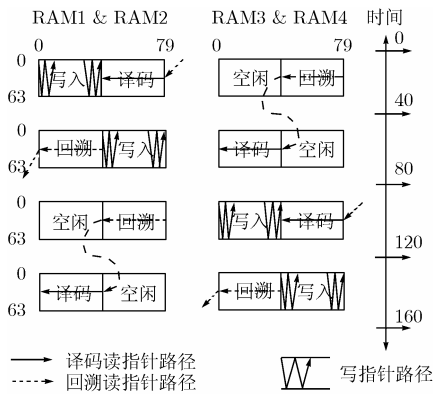 RAM1 & RAM2 RAM3 & RAM4 时间
0 79 0 79 0
0 写入 译码 空闲 回溯
63
40
0 回溯 写入 译码 空闲
63
80
0 空闲 回溯 写入 译码
63
120
0 译码 空闲 回溯 写入
63
160
译码读指针路径 写指针路径
回溯读指针路径